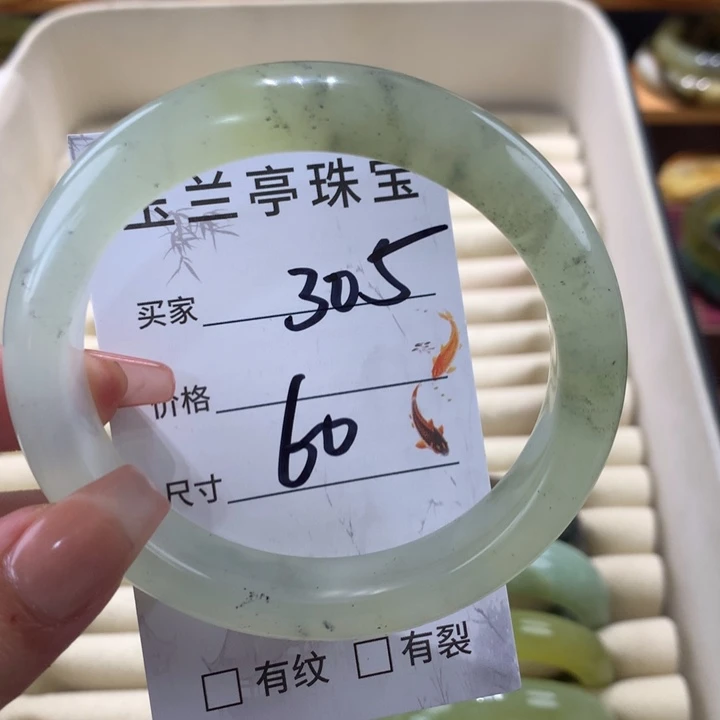 玉兰亭珠宝
305
买家
价格
60
尺寸
□ 有纹 □ 有裂